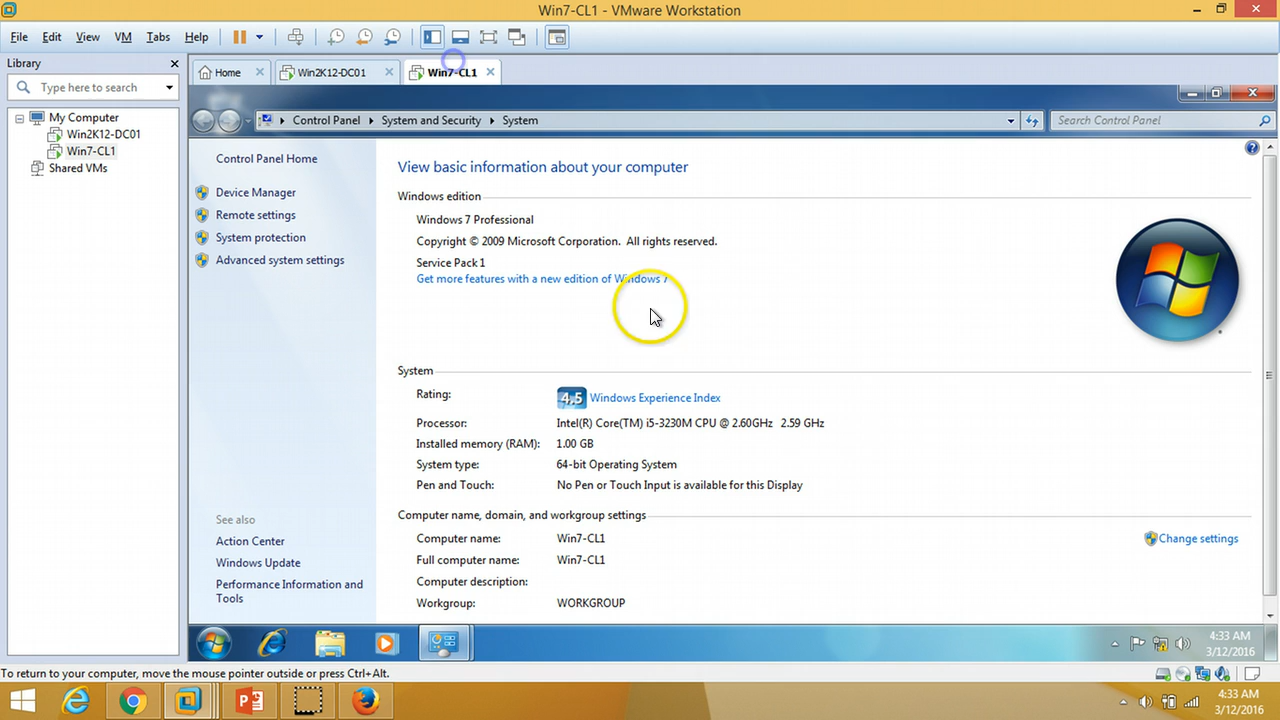 Win7-CL1 - VMware Workstation
File Edit View VM Tabs Help
Library
Type here to search
My Computer
Win2K12-DC01
Win7-CL1
Shared VMs
Home
Win2K12-DC01
Win7-CL1
Control Panel System and Security System
Search Control Panel
Control Panel Home
Device Manager
Remote settings
System protection
Advanced system settings
See also
Action Center
Windows Update
Performance Information and
Tools
View basic information about your computer
Windows edition
Windows 7 Professional
Copyright © 2009 Microsoft Corporation. All rights reserved.
Service Pack 1
Get more features with a new edition of Windows 7
System
Rating: 4.5 Windows Experience Index
Processor: Intel(R) Core(TM) i5-3230M CPU @ 2.60GHz 2.59 GHz
Installed memory (RAM): 1.00 GB
System type: 64-bit Operating System
Pen and Touch: No Pen or Touch Input is available for this Display
Computer name, domain, and workgroup settings
Computer name: Win7-CL1
Change settings
Full computer name: Win7-CL1
Computer description:
Workgroup: WORKGROUP
4:33 AM
3/12/2016
To return to your computer, move the mouse pointer outside or press Ctrl+Alt.
4:33 AM
3/12/2016